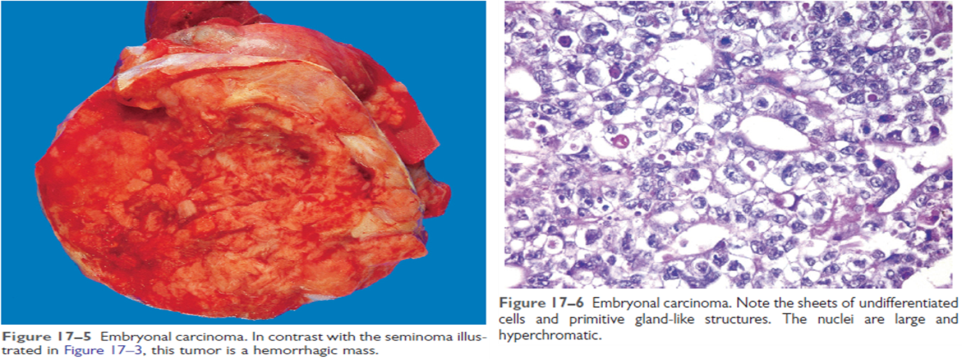 Figure 17–5 Embryonal carcinoma. In contrast with the seminoma illus-
trated in Figure 17–3, this tumor is a hemorrhagic mass.
Figure 17–6 Embryonal carcinoma. Note the sheets of undifferentiated
cells and primitive gland-like structures. The nuclei are large and
hyperchromatic.